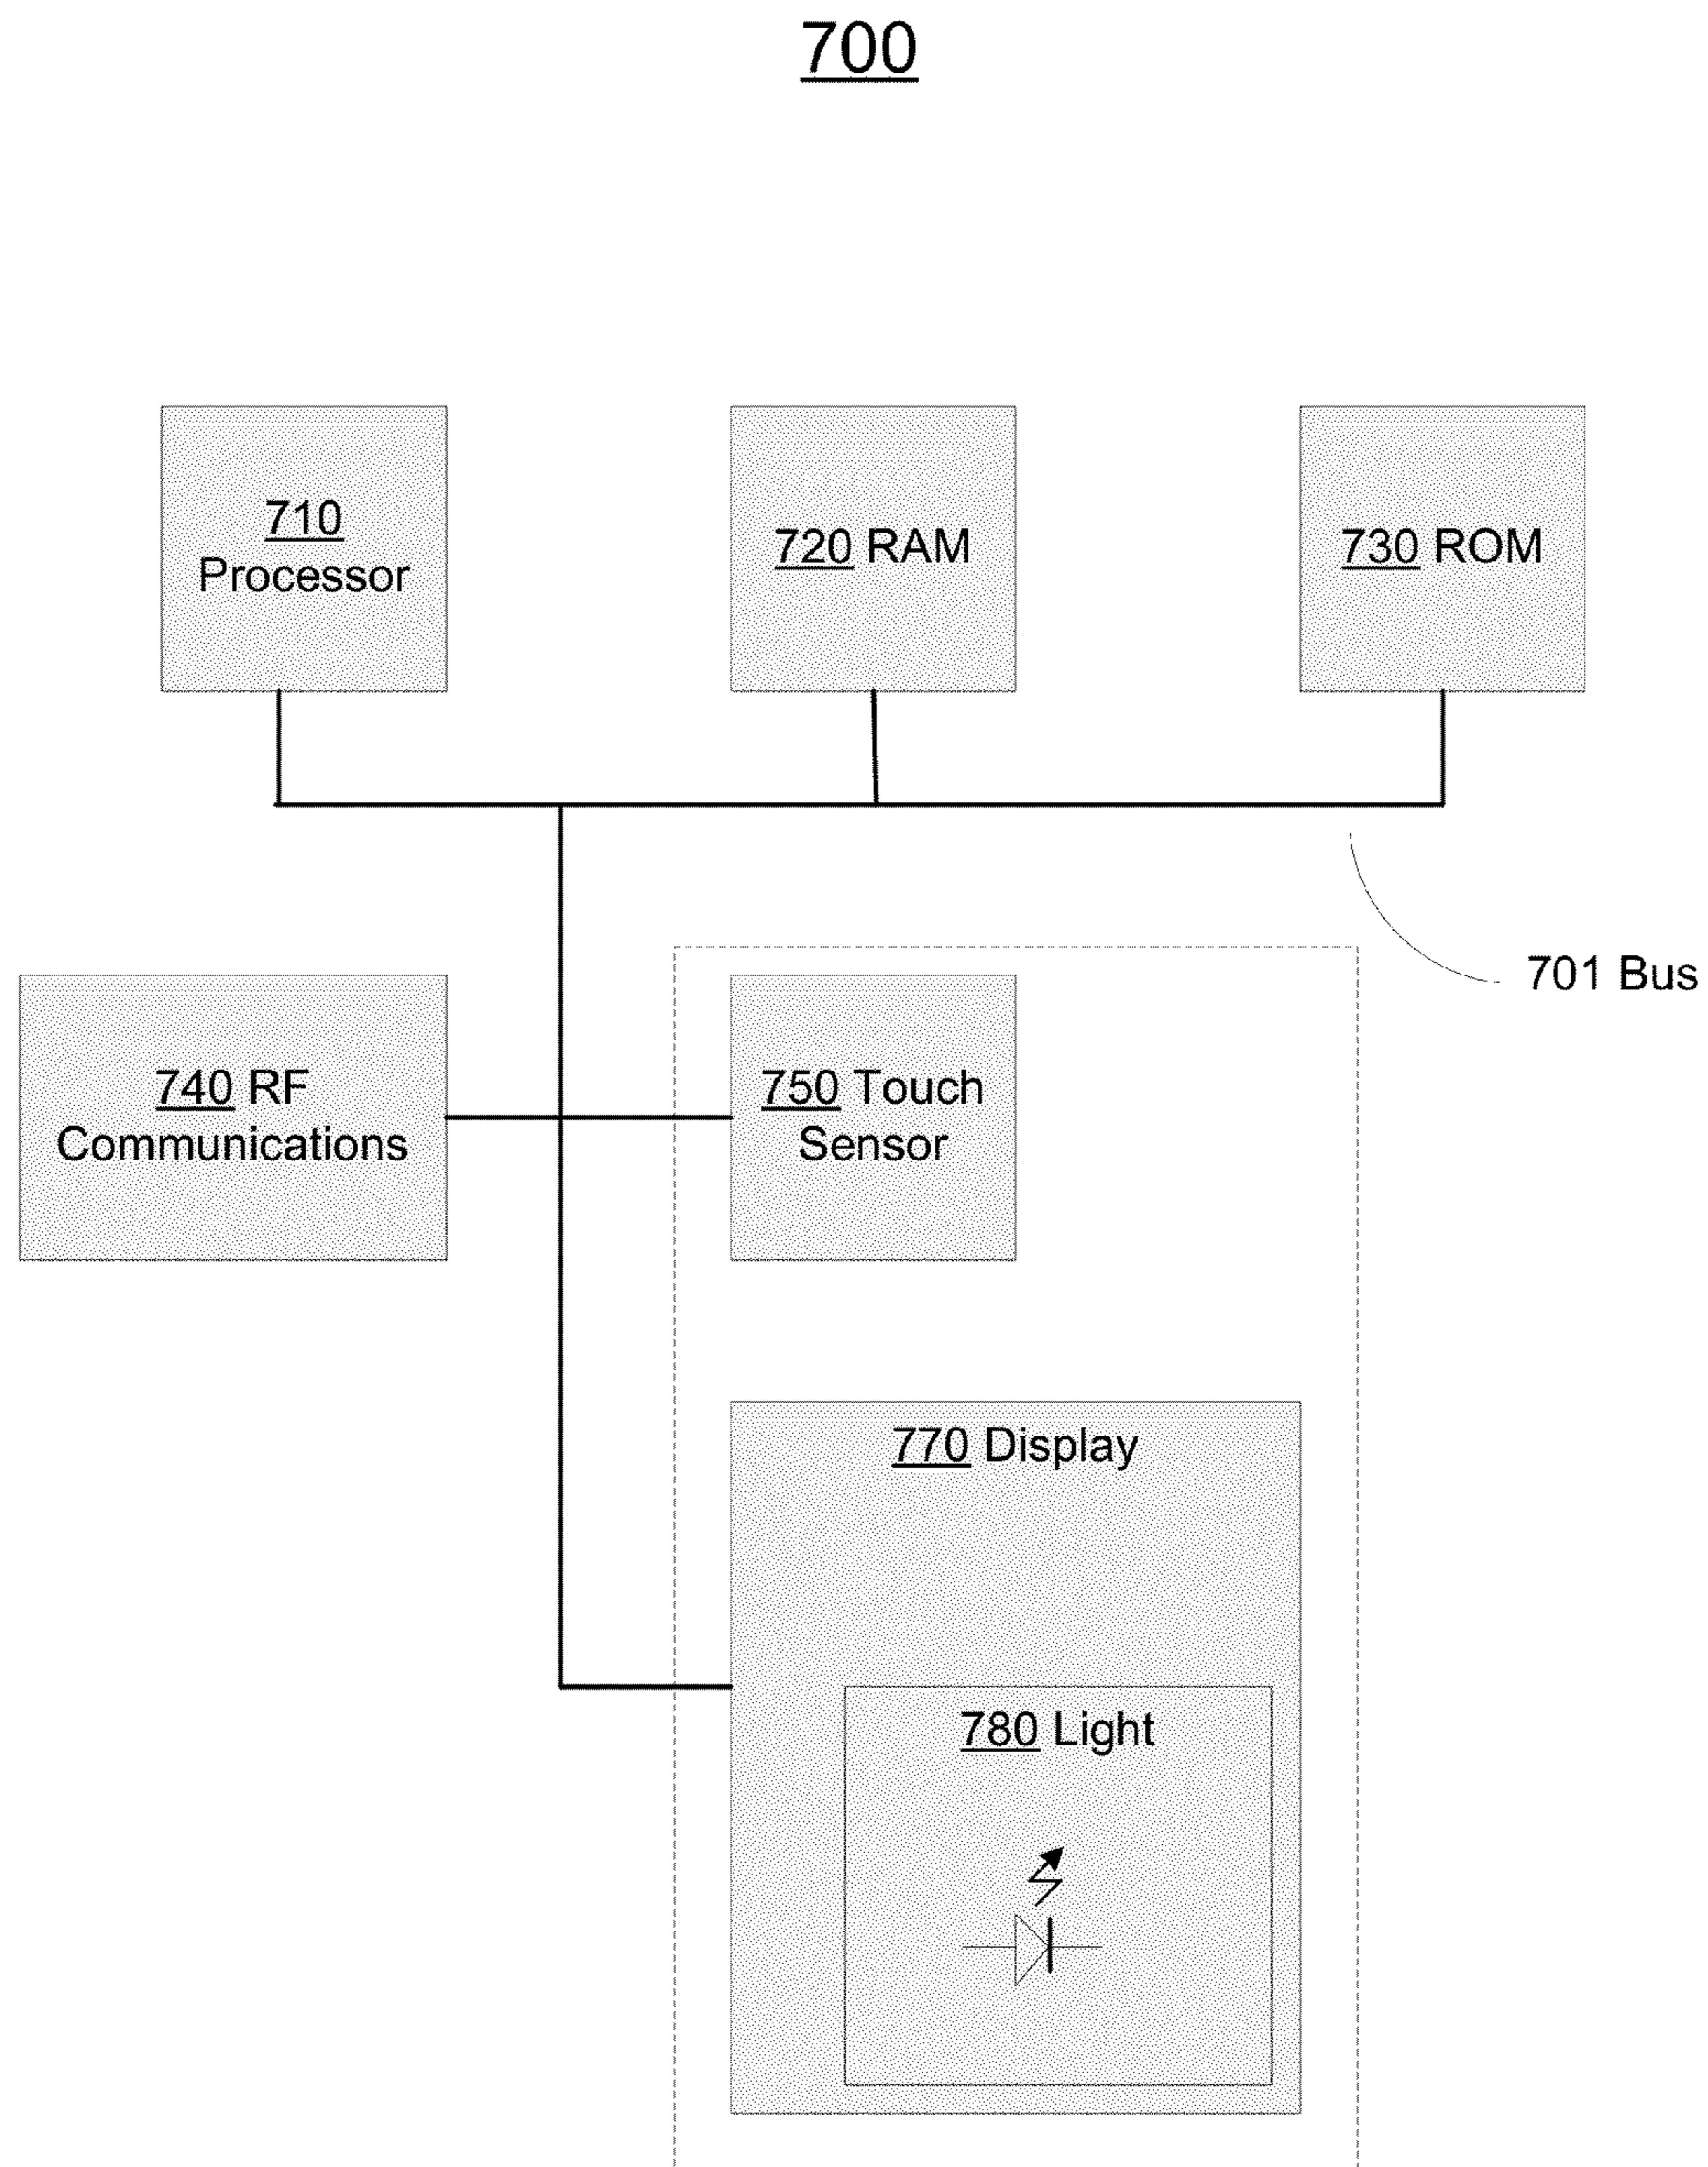 700
710
Processor
720 RAM
730 ROM
701 Bus
740 RF
Communications
750 Touch
Sensor
770 Display
780 Light